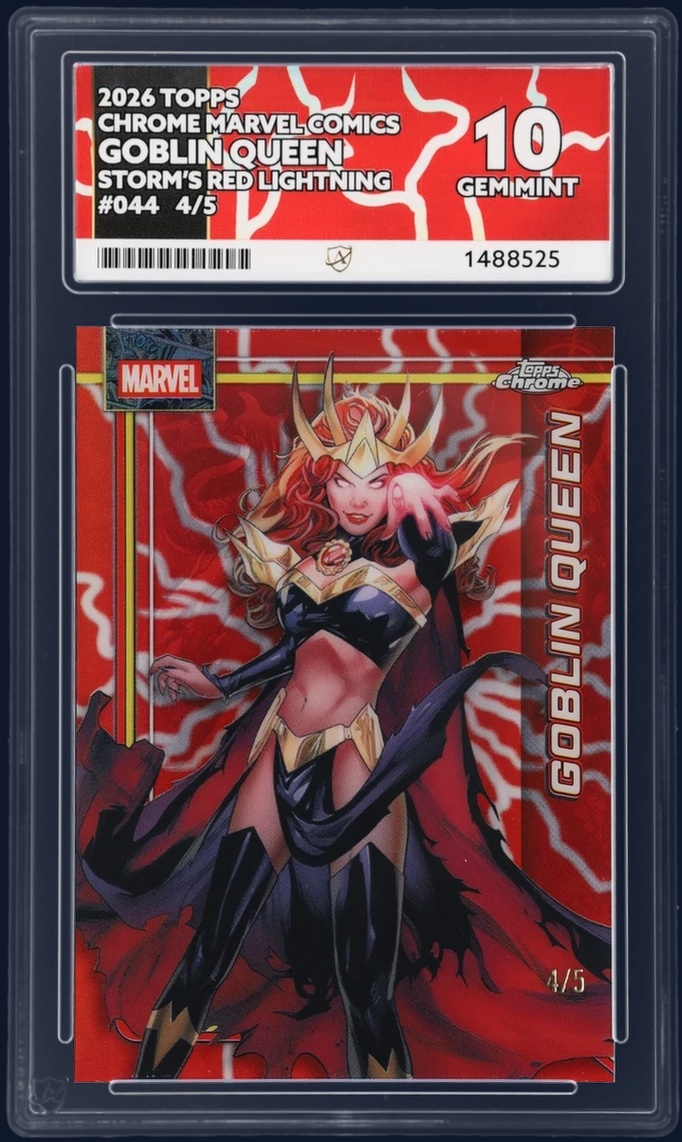 2026 TOPPS
CHROME MARVEL COMICS
GOBLIN QUEEN
STORM'S RED LIGHTNING
#044 4/5
10
GEM MINT
1488525
MARVEL
Topps
Chrome
GOBLIN QUEEN
4/5